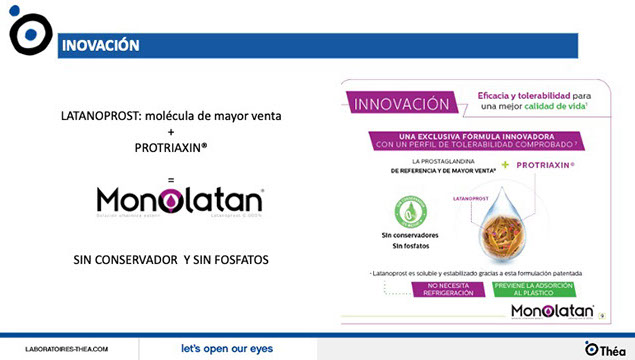 INOVACIÓN
LATANOPROST: molécula de mayor venta
+
PROTRIAXIN®
=
Monolatan®
Solución oftálmica estéril
Latanoprost 0.005%
SIN CONSERVADOR Y SIN FOSFATOS
INNOVACIÓN
Eficacia y tolerabilidad para
una mejor calidad de vida¹
UNA EXCLUSIVA FÓRMULA INNOVADORA
CON UN PERFIL DE TOLERABILIDAD COMPROBADO
LA PROSTAGLANDINA
DE REFERENCIA Y DE MAYOR VENTA
+ PROTRIAXIN®
LATANOPROST
0%
Sin conservadores
Sin fosfatos
Latanoprost es soluble y estabilizado gracias a esta formulación patentada
NO NECESITA
REFRIGERACIÓN
PREVIENE LA ADSORCIÓN
AL PLÁSTICO
Monolatan®
LABORATOIRES-THEA.COM
let's open our eyes
Théa